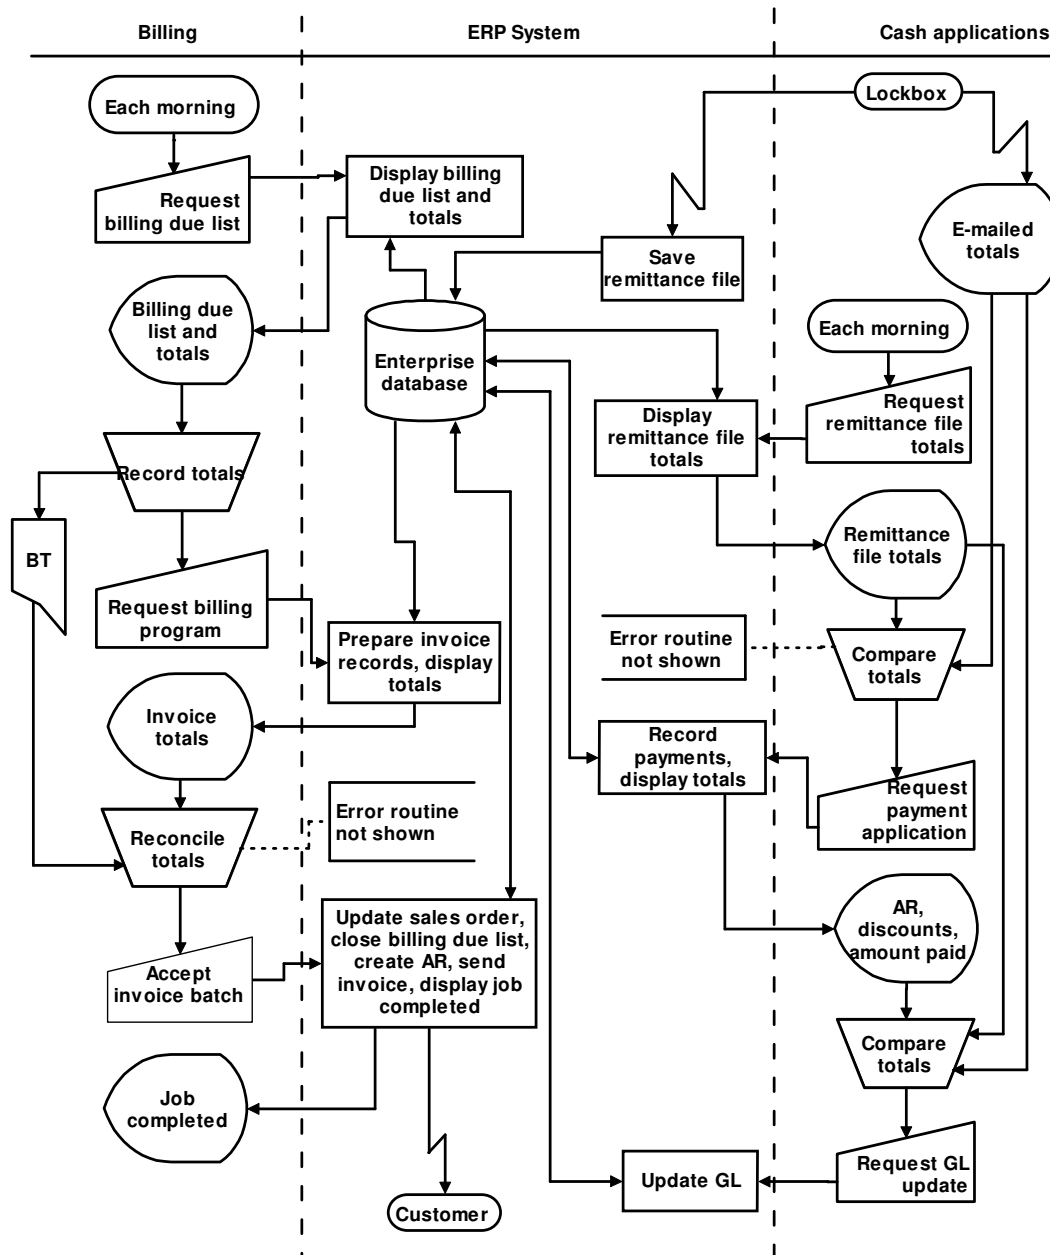 Billing
ERP System
Cash applications
Each morning
Lockbox
Request
billing due list
Display billing
due list and
totals
E-mailed
totals
Save
remittance file
Billing due
list and
totals
Each morning
Enterprise
database
Request
remittance file
totals
Display
remittance file
totals
Record totals
BT
Remittance
file totals
Request billing
program
Prepare invoice
records, display
totals
Error routine
not shown
Compare
totals
Invoice
totals
Record
payments,
display totals
Request
payment
application
Error routine
not shown
Reconcile
totals
Update sales order,
close billing due list,
create AR, send
invoice, display job
completed
AR,
discounts,
amount paid
Accept
invoice batch
Compare
totals
Job
completed
Update GL
Request GL
update
Customer